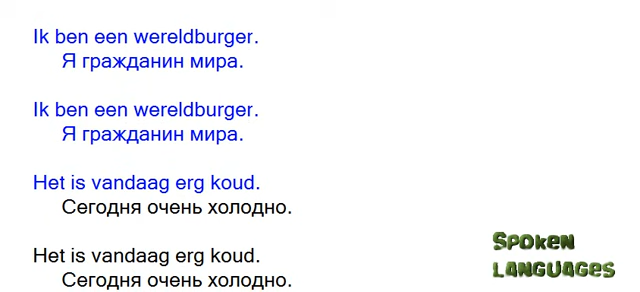 Ik ben een wereldburger.
Я гражданин мира.
Ik ben een wereldburger.
Я гражданин мира.
Het is vandaag erg koud.
Сегодня очень холодно.
Het is vandaag erg koud.
Сегодня очень холодно.
Spoken
Languages